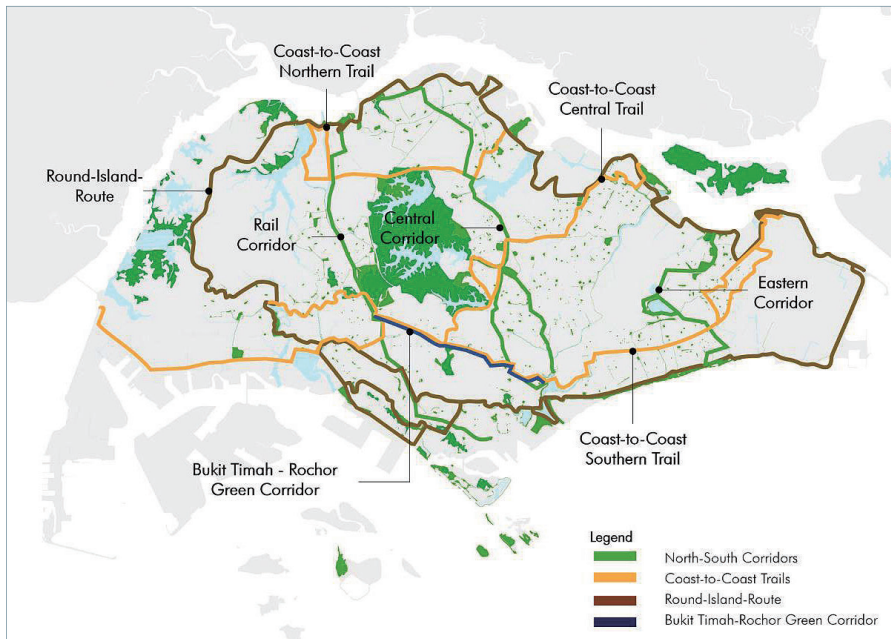 Coast-to-Coast
Northern Trail
Coast-to-Coast
Central Trail
Round-Island-
Route
Rail
Corridor
Central
Corridor
Eastern
Corridor
Coast-to-Coast
Southern Trail
Bukit Timah - Rochor
Green Corridor
Legend
North-South Corridors
Coast-to-Coast Trails
Round-Island-Route
Bukit Timah-Rochor Green Corridor